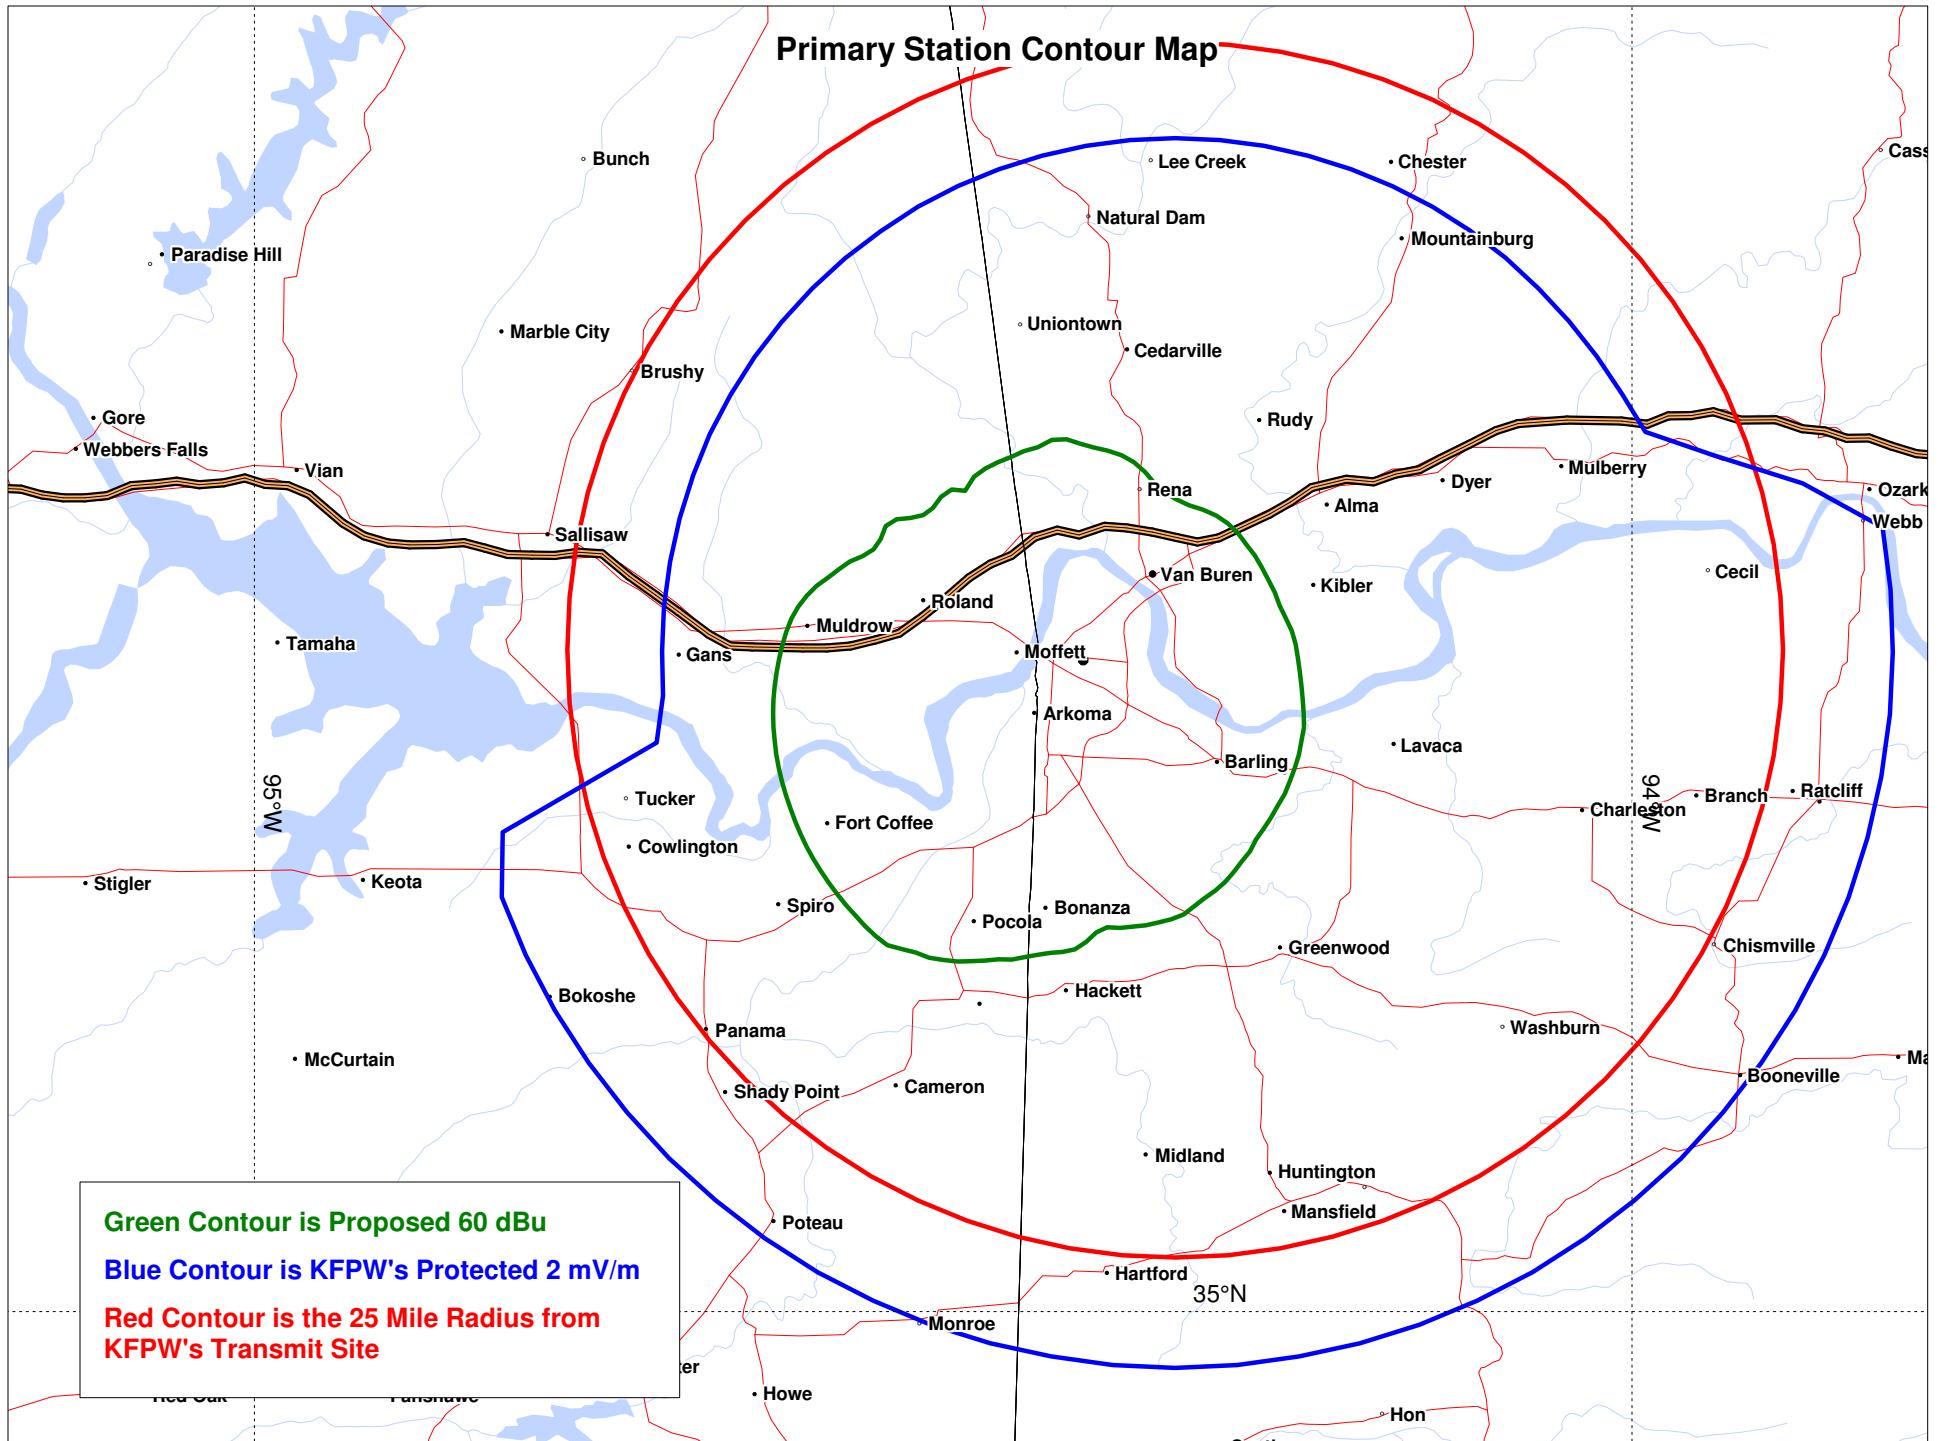 Primary Station Contour Map
Bunch
Lee Creek
Chester
Cass
Natural Dam
Mountainburg
Paradise Hill
Uniontown
Marble City
Cedarville
Brushy
Gore
Rudy
Webbers Falls
Vian
Mulberry
Dyer
Rena
Ozark
Alma
Webb
Sallisaw
Van Buren
Cecil
Kibler
Roland
Muldrow
Tamaha
Gans
Moffett
Arkoma
Lavaca
Barling
95°W
94°W
Tucker
Ratcliff
Branch
Charleston
Fort Coffee
Cowlington
Stigler
Keota
Spiro
Bonanza
Pocola
Greenwood
Chismville
Hackett
Bokoshe
Panama
Washburn
McCurtain
Ma
Booneville
Cameron
Shady Point
Midland
Huntington
Mansfield
Poteau
Hartford
35°N
Monroe
Green Contour is Proposed 60 dBu
Blue Contour is KFPW's Protected 2 mV/m
Red Contour is the 25 Mile Radius from
KFPW's Transmit Site
ter
Red Oak
Fanshawe
Howe
Hon